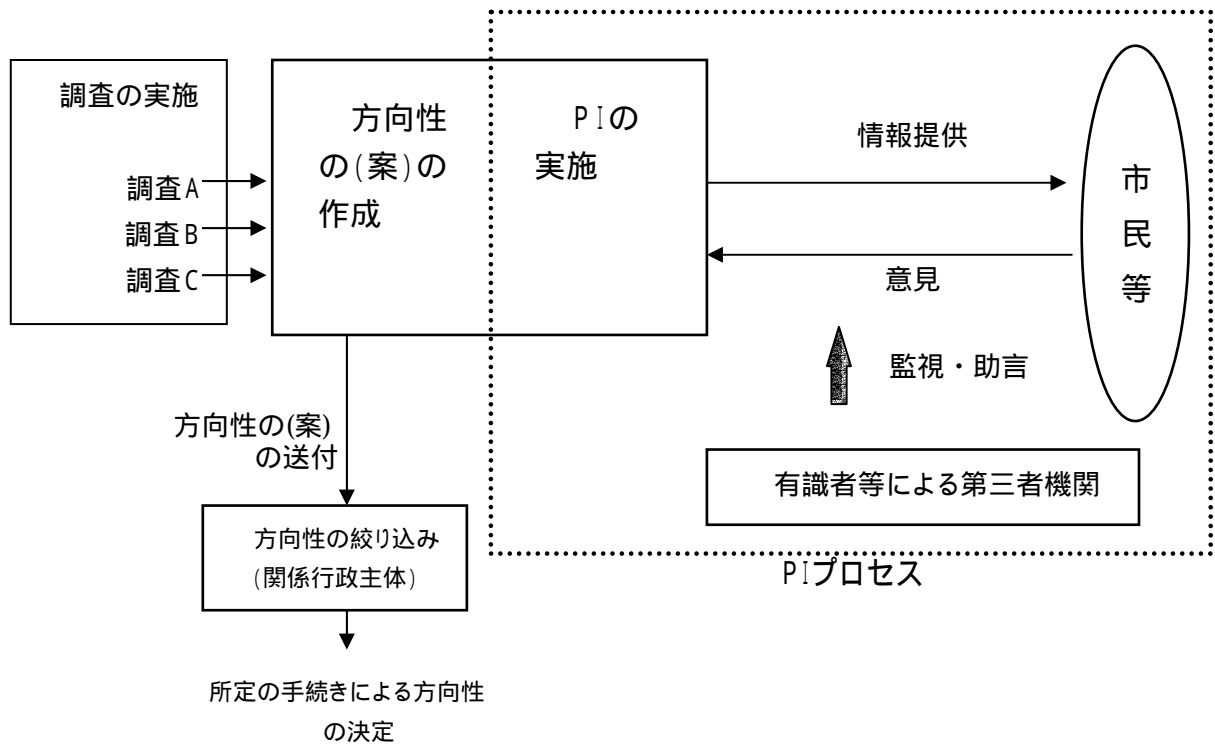 調査の実施
調査A
調査B
調査C
方向性
の(案)の
作成
PIの
実施
情報提供
意見
市
民
等
監視・助言
有識者等による第三者機関
PIプロセス
方向性の(案)
の送付
方向性の絞り込み
(関係行政主体)
所定の手続きによる方向性
の決定